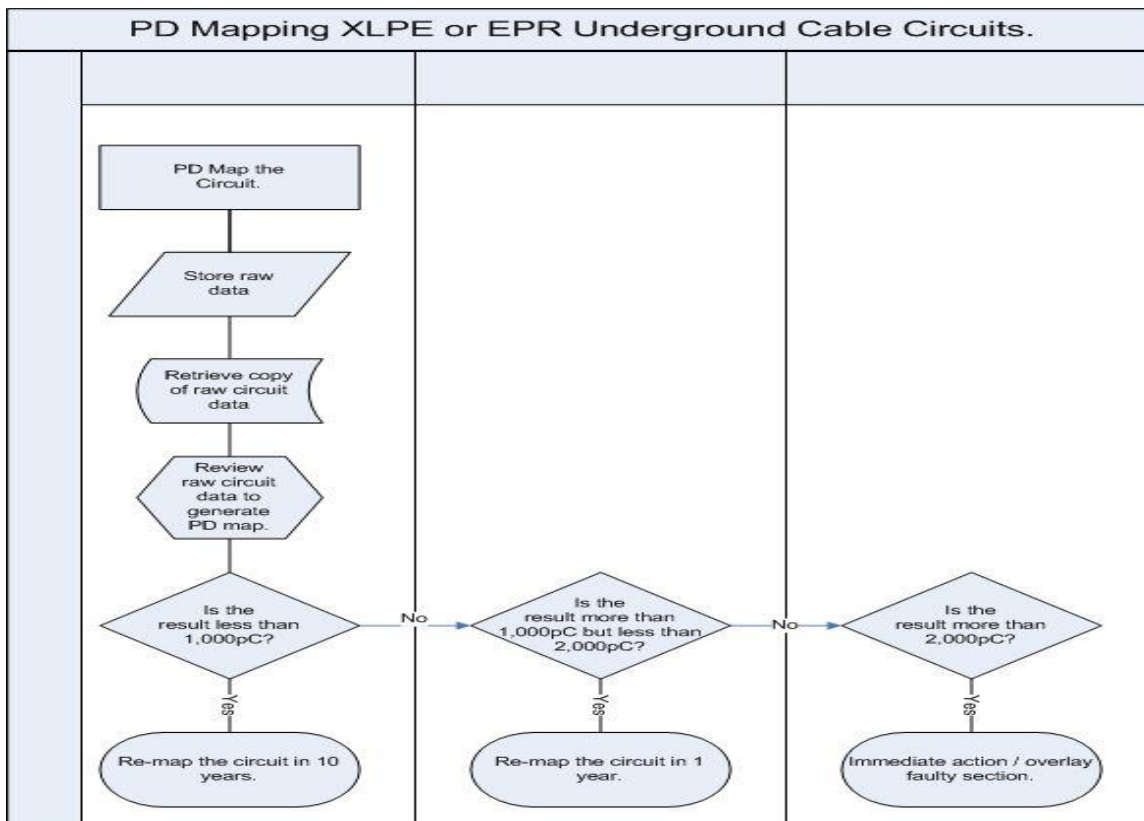 PD Mapping XLPE or EPR Underground Cable Circuits.
PD Map the
Circuit.
Store raw
data
Retrieve copy
of raw circuit
data
Review
raw circuit
data to
generate
PD map.
Is the
result less than
1,000pC?
No
Is the
result more than
1,000pC but less than
2,000pC?
No
Is the
result more than
2,000pC?
Yes
Yes
Yes
Re-map the circuit in 10
years.
Re-map the circuit in 1
year.
Immediate action / overlay
faulty section.